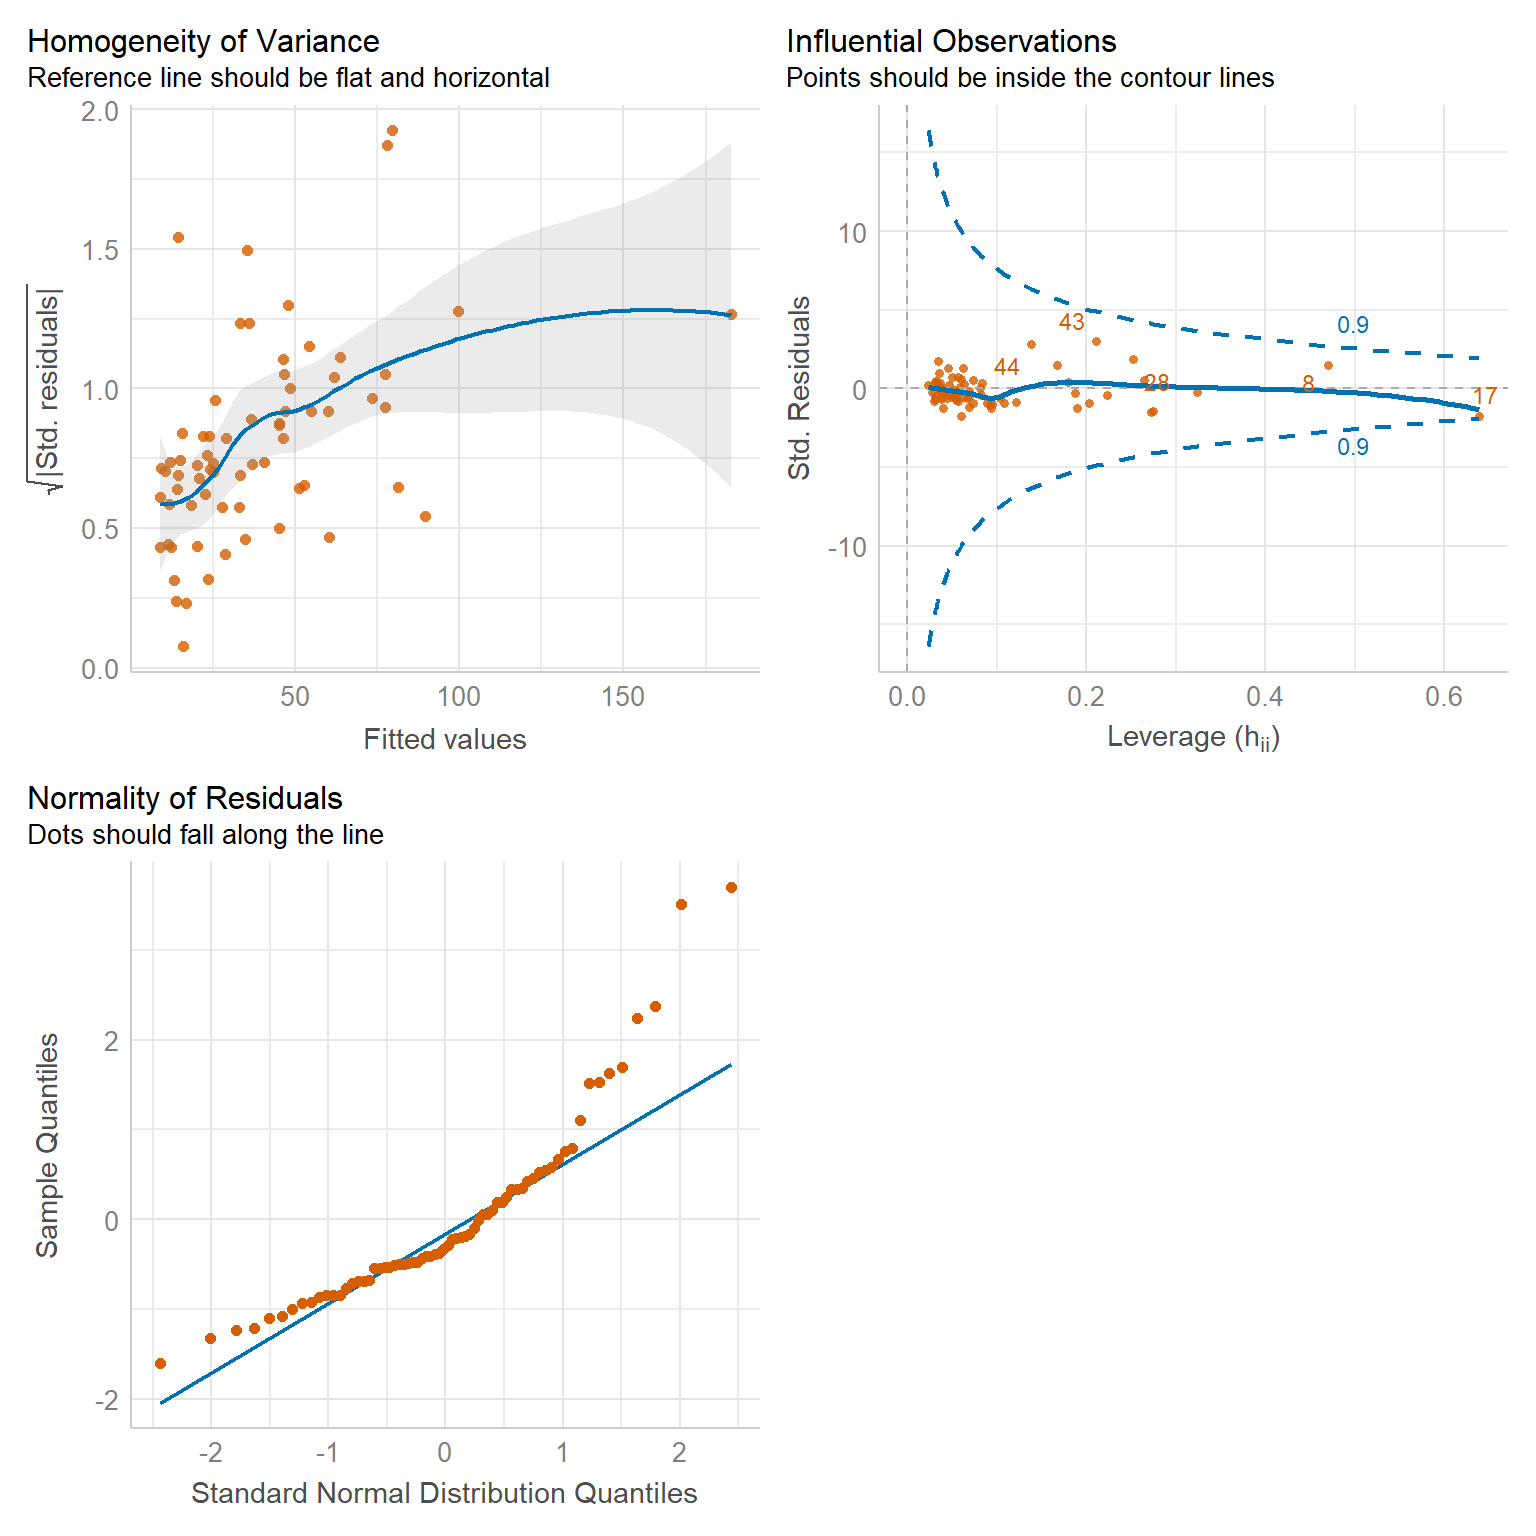 Homogeneity of Variance
Reference line should be flat and horizontal
2.0
1.5
1.0
0.5
0.0
√|Std. residuals|
50 100 150
Fitted values
Influential Observations
Points should be inside the contour lines
10
0
-10
Std. Residuals
43
44
28
8
17
0.9
0.9
0.0 0.2 0.4 0.6
Leverage (hii)
Normality of Residuals
Dots should fall along the line
2
0
-2
Sample Quantiles
-2 -1 0 1 2
Standard Normal Distribution Quantiles